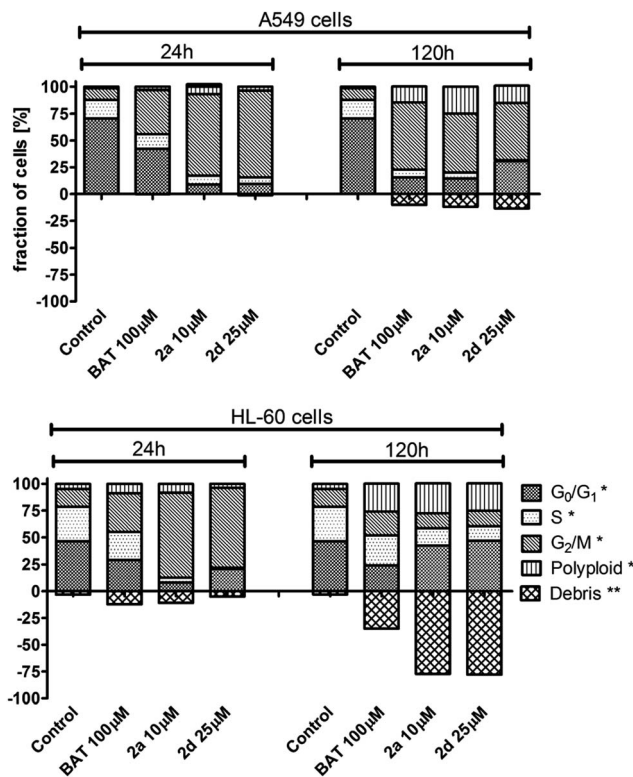 A549 cells
24h
120h
fraction of cells [%]
100
75
50
25
0
-25
-50
-75
-100
Control
BAT 100µM
2a 10µM
2d 25µM
Control
BAT 100µM
2a 10µM
2d 25µM
HL-60 cells
24h
120h
100
75
50
25
0
-25
-50
-75
-100
G₀/G₁ *
S *
G₂/M *
Polyploid *
Debris **
Control
BAT 100µM
2a 10µM
2d 25µM
Control
BAT 100µM
2a 10µM
2d 25µM